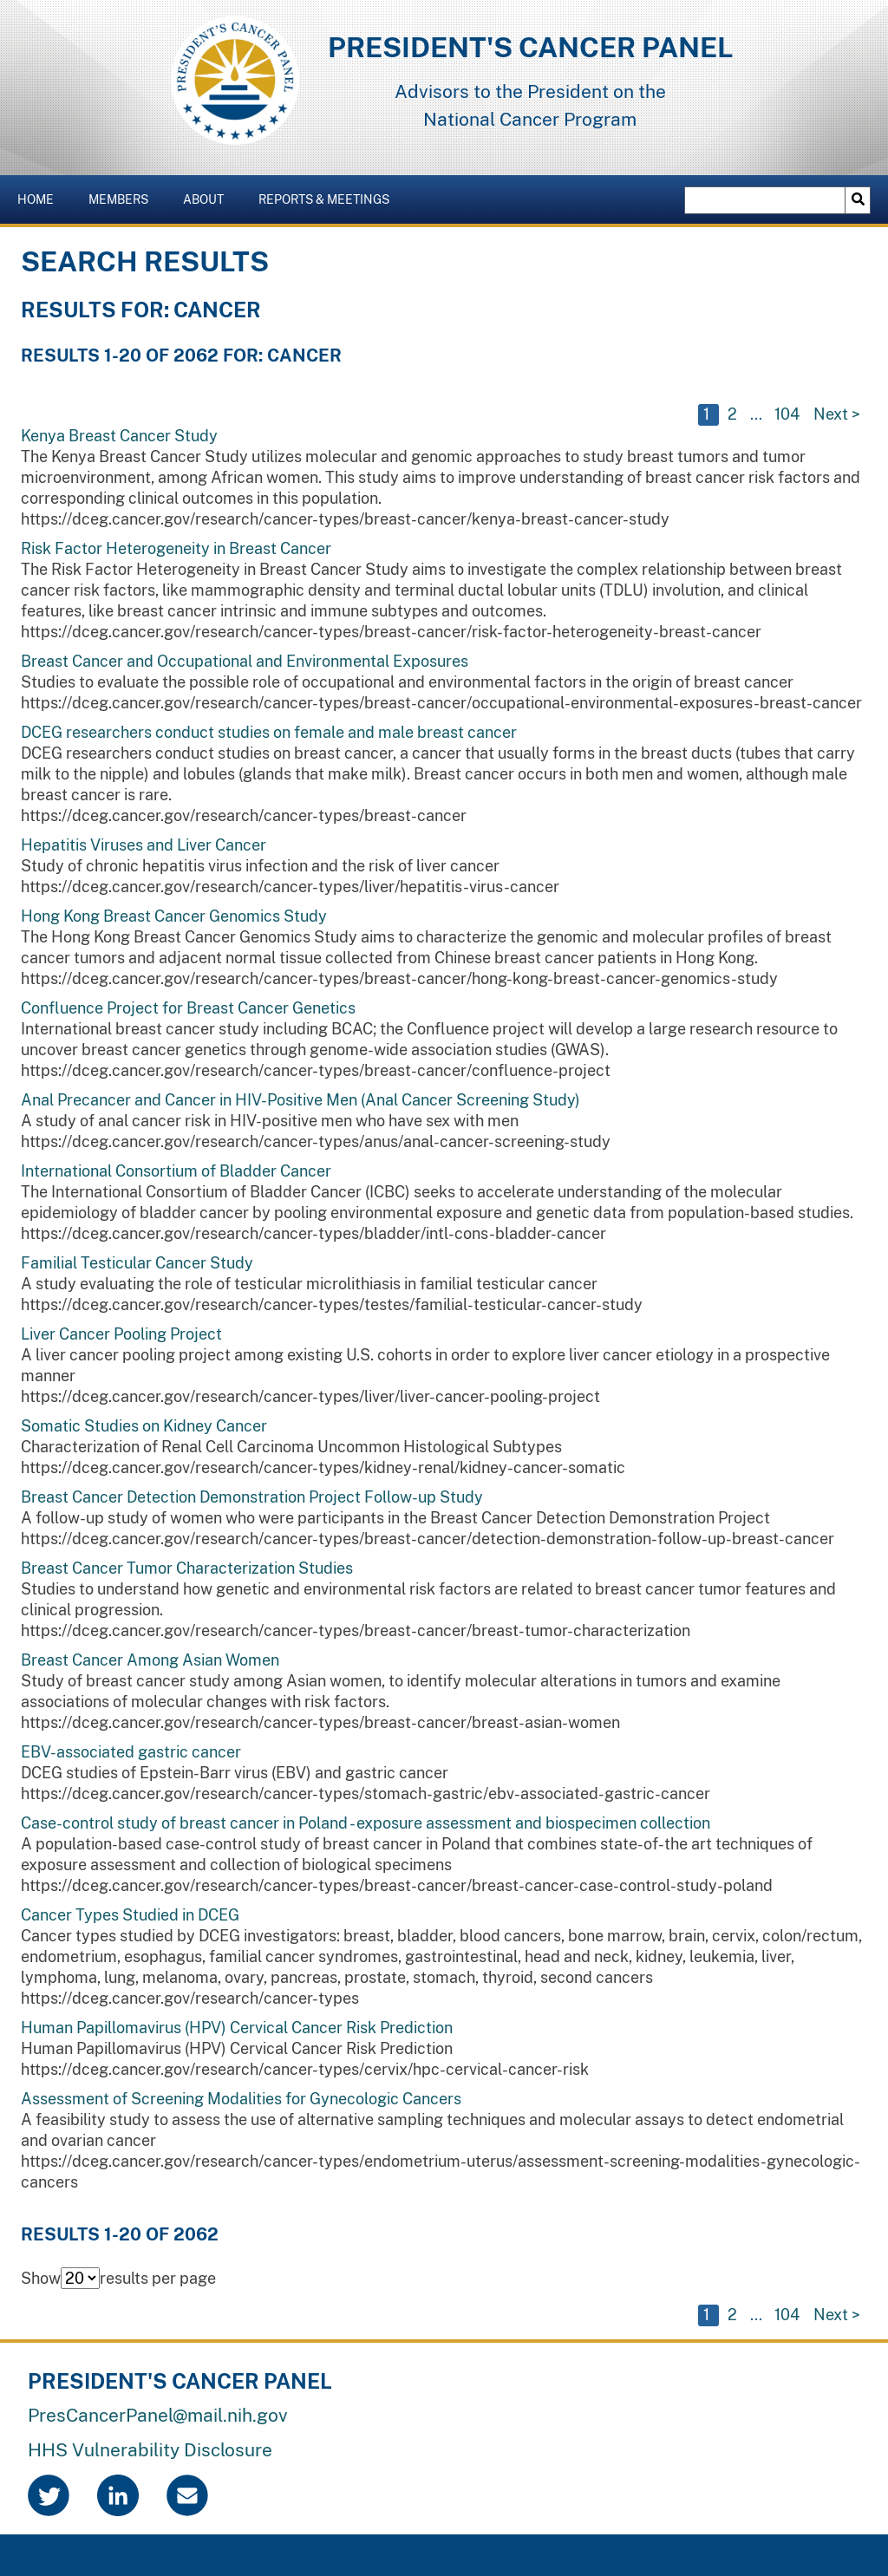 PRESIDENT'S CANCER PANEL
PRESIDENT'S CANCER PANEL
Advisors to the President on the
National Cancer Program
HOME MEMBERS ABOUT REPORTS & MEETINGS
SEARCH RESULTS
RESULTS FOR: CANCER
RESULTS 1-20 OF 2062 FOR: CANCER
1 2 ... 104 Next >
Kenya Breast Cancer Study
The Kenya Breast Cancer Study utilizes molecular and genomic approaches to study breast tumors and tumor
microenvironment, among African women. This study aims to improve understanding of breast cancer risk factors and
corresponding clinical outcomes in this population.
https://dceg.cancer.gov/research/cancer-types/breast-cancer/kenya-breast-cancer-study
Risk Factor Heterogeneity in Breast Cancer
The Risk Factor Heterogeneity in Breast Cancer Study aims to investigate the complex relationship between breast
cancer risk factors, like mammographic density and terminal ductal lobular units (TDLU) involution, and clinical
features, like breast cancer intrinsic and immune subtypes and outcomes.
https://dceg.cancer.gov/research/cancer-types/breast-cancer/risk-factor-heterogeneity-breast-cancer
Breast Cancer and Occupational and Environmental Exposures
Studies to evaluate the possible role of occupational and environmental factors in the origin of breast cancer
https://dceg.cancer.gov/research/cancer-types/breast-cancer/occupational-environmental-exposures-breast-cancer
DCEG researchers conduct studies on female and male breast cancer
DCEG researchers conduct studies on breast cancer, a cancer that usually forms in the breast ducts (tubes that carry
milk to the nipple) and lobules (glands that make milk). Breast cancer occurs in both men and women, although male
breast cancer is rare.
https://dceg.cancer.gov/research/cancer-types/breast-cancer
Hepatitis Viruses and Liver Cancer
Study of chronic hepatitis virus infection and the risk of liver cancer
https://dceg.cancer.gov/research/cancer-types/liver/hepatitis-virus-cancer
Hong Kong Breast Cancer Genomics Study
The Hong Kong Breast Cancer Genomics Study aims to characterize the genomic and molecular profiles of breast
cancer tumors and adjacent normal tissue collected from Chinese breast cancer patients in Hong Kong.
https://dceg.cancer.gov/research/cancer-types/breast-cancer/hong-kong-breast-cancer-genomics-study
Confluence Project for Breast Cancer Genetics
International breast cancer study including BCAC; the Confluence project will develop a large research resource to
uncover breast cancer genetics through genome-wide association studies (GWAS).
https://dceg.cancer.gov/research/cancer-types/breast-cancer/confluence-project
Anal Precancer and Cancer in HIV-Positive Men (Anal Cancer Screening Study)
A study of anal cancer risk in HIV-positive men who have sex with men
https://dceg.cancer.gov/research/cancer-types/anus/anal-cancer-screening-study
International Consortium of Bladder Cancer
The International Consortium of Bladder Cancer (ICBC) seeks to accelerate understanding of the molecular
epidemiology of bladder cancer by pooling environmental exposure and genetic data from population-based studies.
https://dceg.cancer.gov/research/cancer-types/bladder/intl-cons-bladder-cancer
Familial Testicular Cancer Study
A study evaluating the role of testicular microlithiasis in familial testicular cancer
https://dceg.cancer.gov/research/cancer-types/testes/familial-testicular-cancer-study
Liver Cancer Pooling Project
A liver cancer pooling project among existing U.S. cohorts in order to explore liver cancer etiology in a prospective
manner
https://dceg.cancer.gov/research/cancer-types/liver/liver-cancer-pooling-project
Somatic Studies on Kidney Cancer
Characterization of Renal Cell Carcinoma Uncommon Histological Subtypes
https://dceg.cancer.gov/research/cancer-types/kidney-renal/kidney-cancer-somatic
Breast Cancer Detection Demonstration Project Follow-up Study
A follow-up study of women who were participants in the Breast Cancer Detection Demonstration Project
https://dceg.cancer.gov/research/cancer-types/breast-cancer/detection-demonstration-follow-up-breast-cancer
Breast Cancer Tumor Characterization Studies
Studies to understand how genetic and environmental risk factors are related to breast cancer tumor features and
clinical progression.
https://dceg.cancer.gov/research/cancer-types/breast-cancer/breast-tumor-characterization
Breast Cancer Among Asian Women
Study of breast cancer study among Asian women, to identify molecular alterations in tumors and examine
associations of molecular changes with risk factors.
https://dceg.cancer.gov/research/cancer-types/breast-cancer/breast-asian-women
EBV-associated gastric cancer
DCEG studies of Epstein-Barr virus (EBV) and gastric cancer
https://dceg.cancer.gov/research/cancer-types/stomach-gastric/ebv-associated-gastric-cancer
Case-control study of breast cancer in Poland - exposure assessment and biospecimen collection
A population-based case-control study of breast cancer in Poland that combines state-of-the art techniques of
exposure assessment and collection of biological specimens
https://dceg.cancer.gov/research/cancer-types/breast-cancer/breast-cancer-case-control-study-poland
Cancer Types Studied in DCEG
Cancer types studied by DCEG investigators: breast, bladder, blood cancers, bone marrow, brain, cervix, colon/rectum,
endometrium, esophagus, familial cancer syndromes, gastrointestinal, head and neck, kidney, leukemia, liver,
lymphoma, lung, melanoma, ovary, pancreas, prostate, stomach, thyroid, second cancers
https://dceg.cancer.gov/research/cancer-types
Human Papillomavirus (HPV) Cervical Cancer Risk Prediction
Human Papillomavirus (HPV) Cervical Cancer Risk Prediction
https://dceg.cancer.gov/research/cancer-types/cervix/hpc-cervical-cancer-risk
Assessment of Screening Modalities for Gynecologic Cancers
A feasibility study to assess the use of alternative sampling techniques and molecular assays to detect endometrial
and ovarian cancer
https://dceg.cancer.gov/research/cancer-types/endometrium-uterus/assessment-screening-modalities-gynecologic-
cancers
RESULTS 1-20 OF 2062
Show 20 results per page
1 2 ... 104 Next >
PRESIDENT'S CANCER PANEL
PresCancerPanel@mail.nih.gov
HHS Vulnerability Disclosure